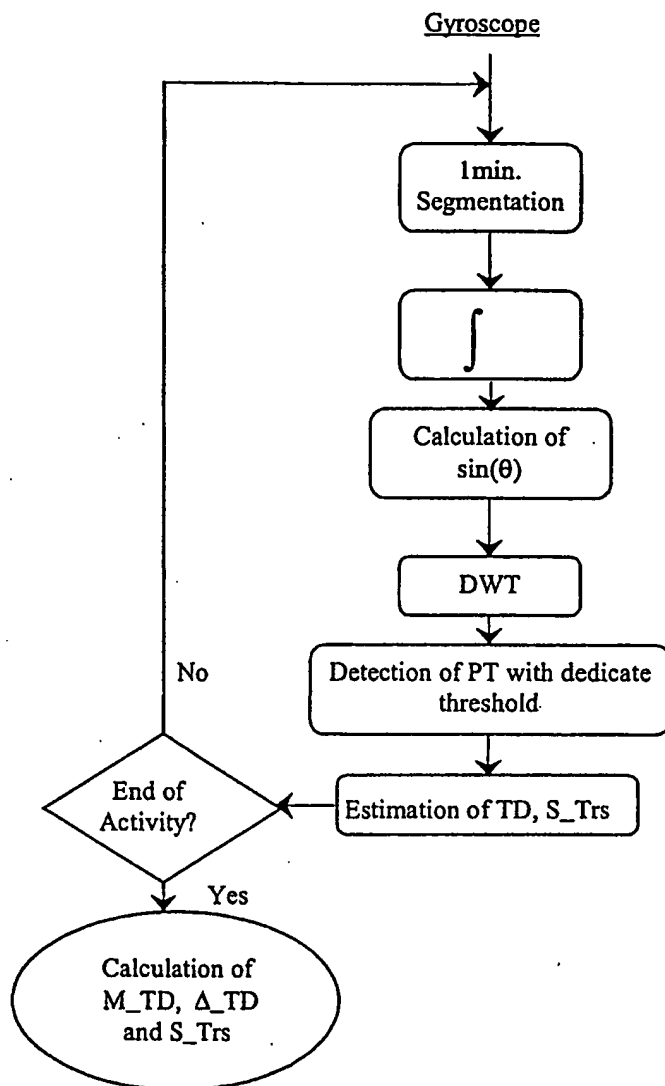 Gyroscope
1min.
Segmentation
∫
Calculation of
sin(θ)
DWT
Detection of PT with dedicate
threshold
Estimation of TD, S_Trs
No
End of
Activity?
Yes
Calculation of
M_TD, Δ_TD
and S_Trs